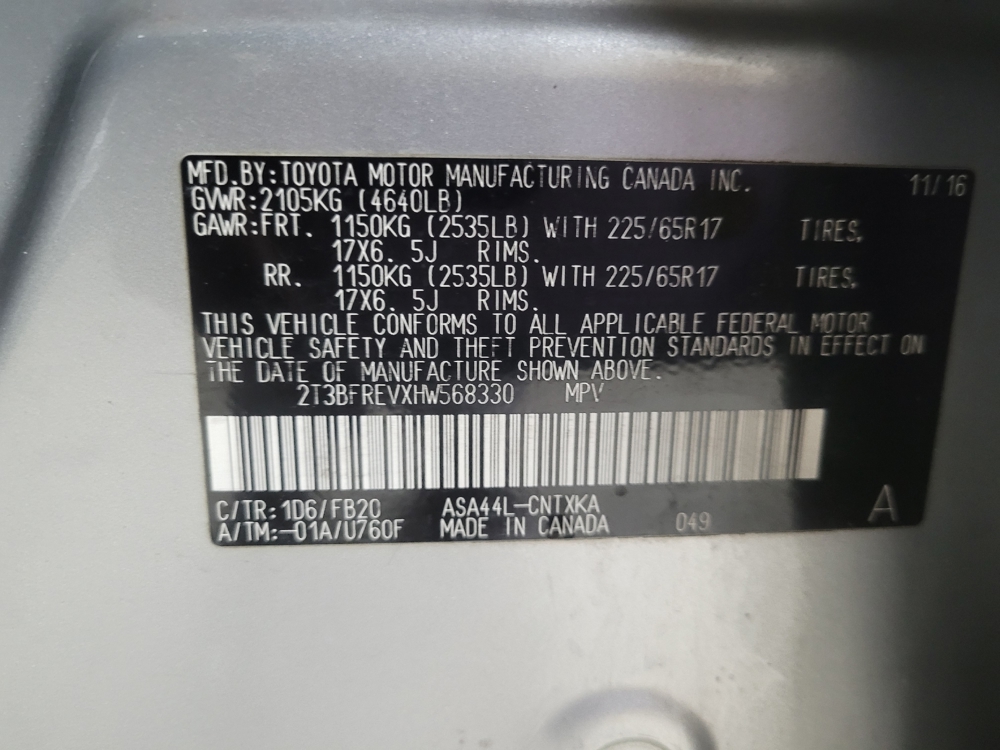 MFD.BY:TOYOTA MOTOR MANUFACTURING CANADA INC. 11/16
GVWR:2105KG (4640LB)
GAWR:FRT. 1150KG (2535LB) WITH 225/65R17 TIRES,
17X6. 5J RIMS.
RR. 1150KG (2535LB) WITH 225/65R17 TIRES,
17X6. 5J RIMS.
THIS VEHICLE CONFORMS TO ALL APPLICABLE FEDERAL MOTOR
VEHICLE SAFETY AND THEFT PREVENTION STANDARDS IN EFFECT ON
THE DATE OF MANUFACTURE SHOWN ABOVE.
2T3BFREVXHW568330 MPV
C/TR:1D6/FB20 ASA44L-CNTXKA A
A/TM:-01A/U760F MADE IN CANADA 049